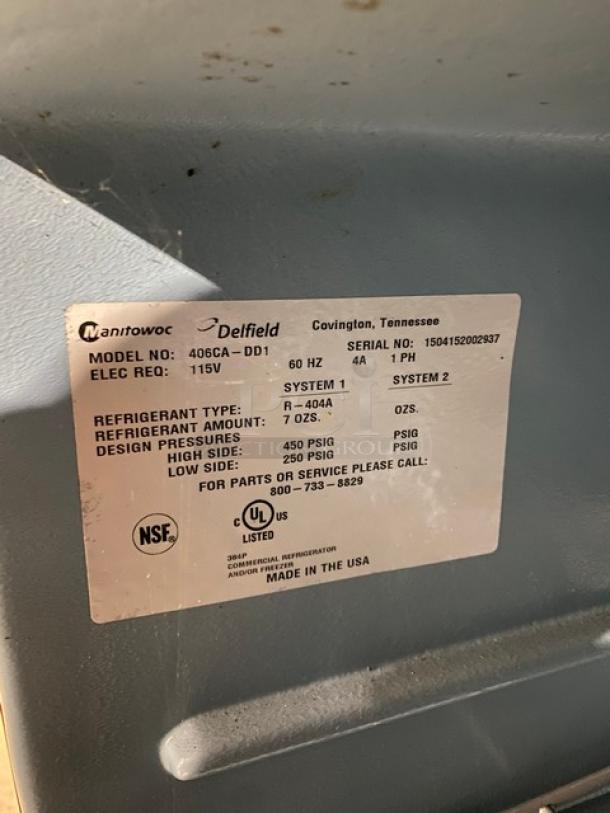 Manitowoc Delfield Covington, Tennessee
MODEL NO: 406CA-DD1 SERIAL NO: 1504152002937
ELEC REQ: 115V 60 HZ 4A 1 PH
SYSTEM 1 SYSTEM 2
REFRIGERANT TYPE: R-404A
REFRIGERANT AMOUNT: 7 OZS. OZS.
DESIGN PRESSURES
HIGH SIDE: 450 PSIG PSIG
LOW SIDE: 250 PSIG PSIG
FOR PARTS OR SERVICE PLEASE CALL:
800-733-8829
NSF®
C UL US
LISTED
384P
COMMERCIAL REFRIGERATOR
AND/OR FREEZER
MADE IN THE USA